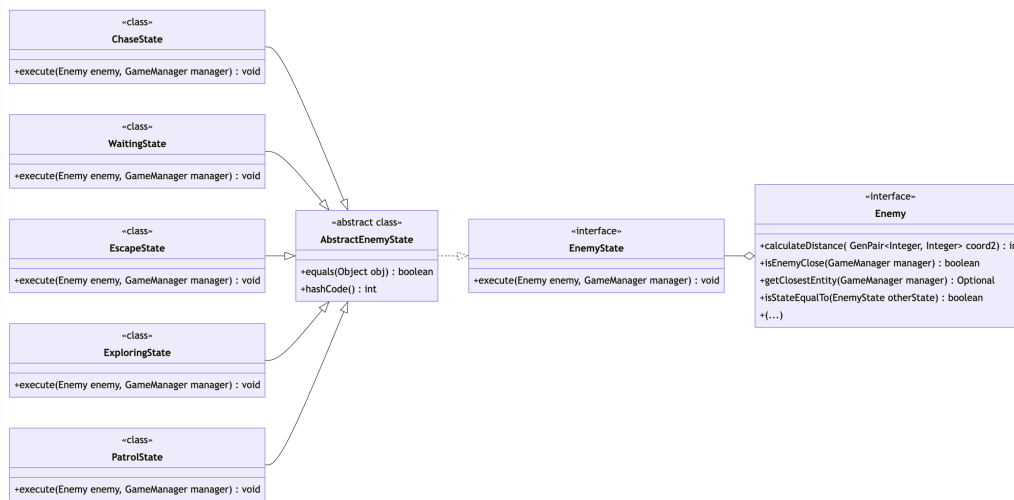 «class»
ChaseState
+execute(Enemy enemy, GameManager manager) : void
«class»
WaitingState
+execute(Enemy enemy, GameManager manager) : void
«class»
EscapeState
+execute(Enemy enemy, GameManager manager) : void
«class»
ExploringState
+execute(Enemy enemy, GameManager manager) : void
«class»
PatrolState
+execute(Enemy enemy, GameManager manager) : void
«abstract class»
AbstractEnemyState
+equals(Object obj) : boolean
+hashCode() : int
«interface»
EnemyState
+execute(Enemy enemy, GameManager manager) : void
«interface»
Enemy
+calculateDistance( GenPair<Integer, Integer> coord2) :
+isEnemyClose(GameManager manager) : boolean
+getClosestEntity(GameManager manager) : Optional
+isStateEqualTo(EnemyState otherState) : boolean
+(...)